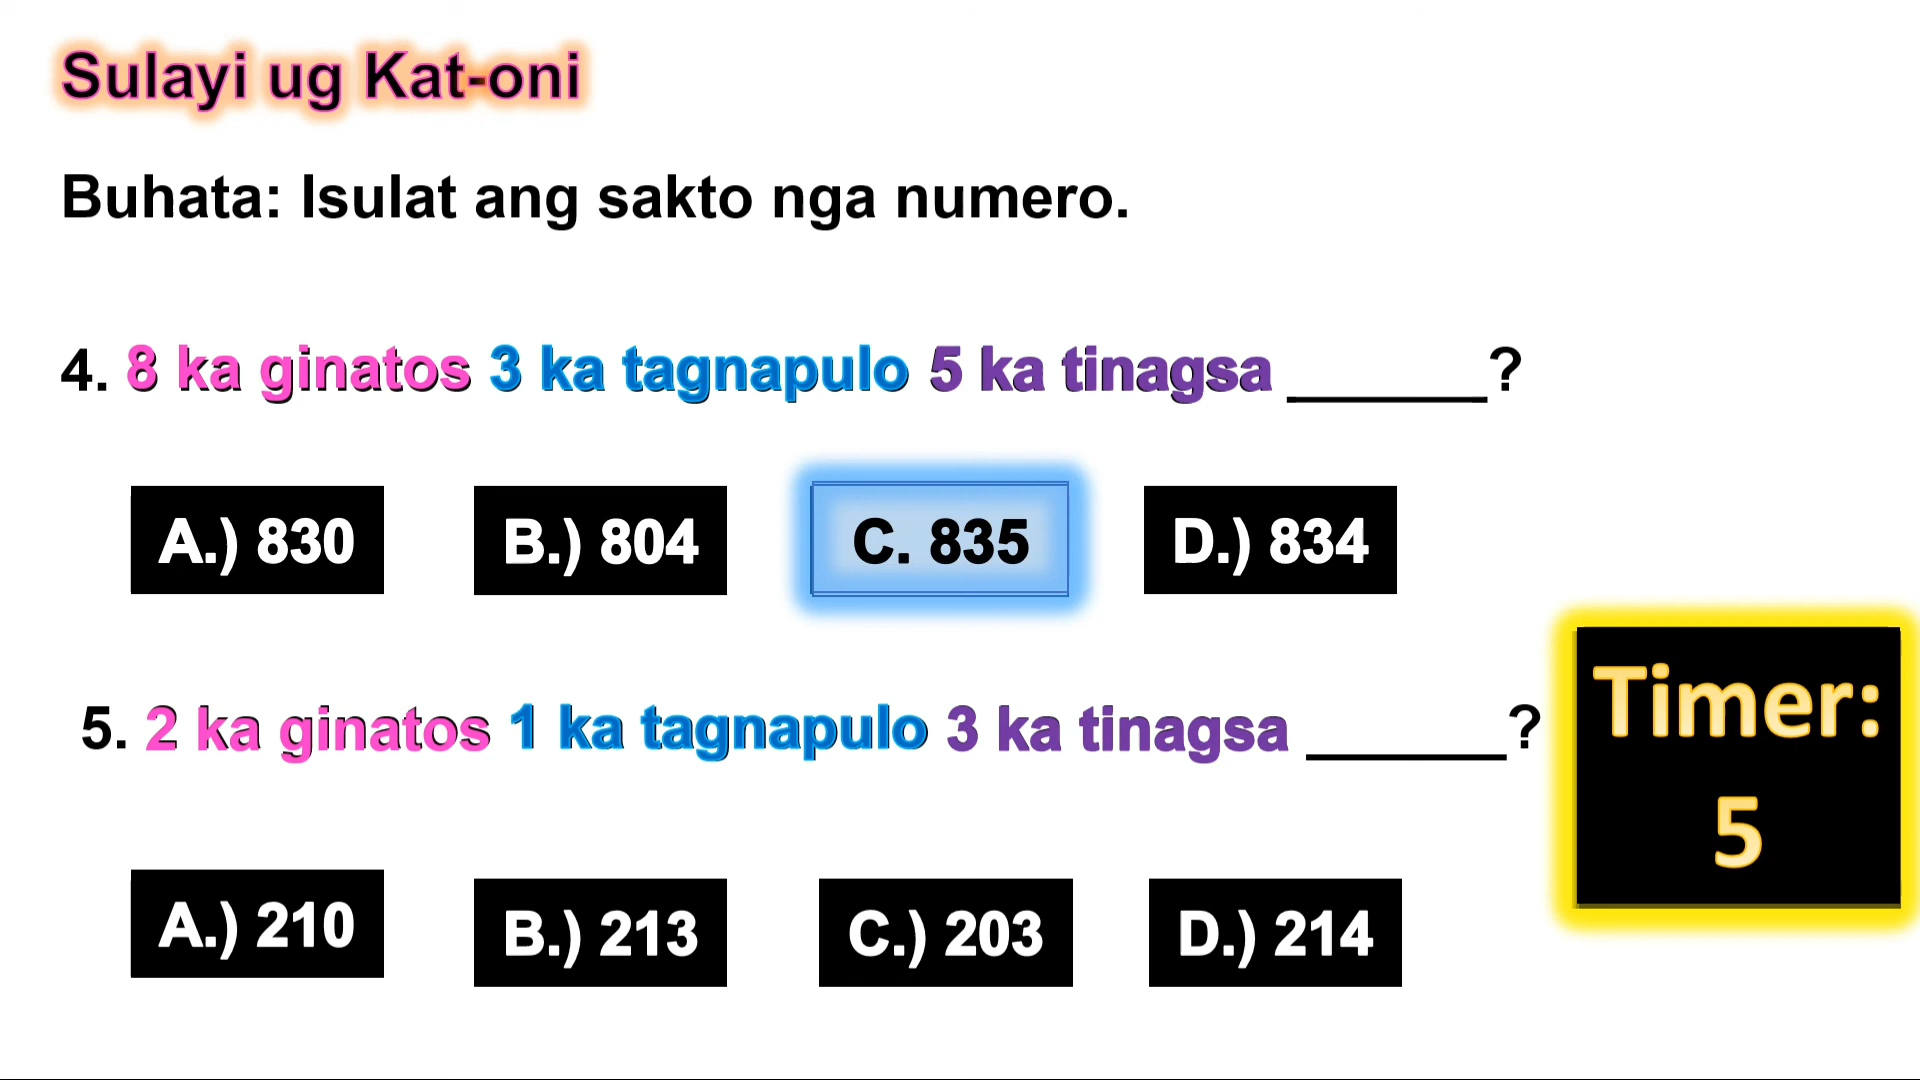 Sulayi ug Kat-oni
Buhata: Isulat ang sakto nga numero.
4. 8 ka ginatos 3 ka tagnapulo 5 ka tinagsa ______?
A.) 830 B.) 804 C. 835 D.) 834
5. 2 ka ginatos 1 ka tagnapulo 3 ka tinagsa ______?
Timer:
5
A.) 210 B.) 213 C.) 203 D.) 214